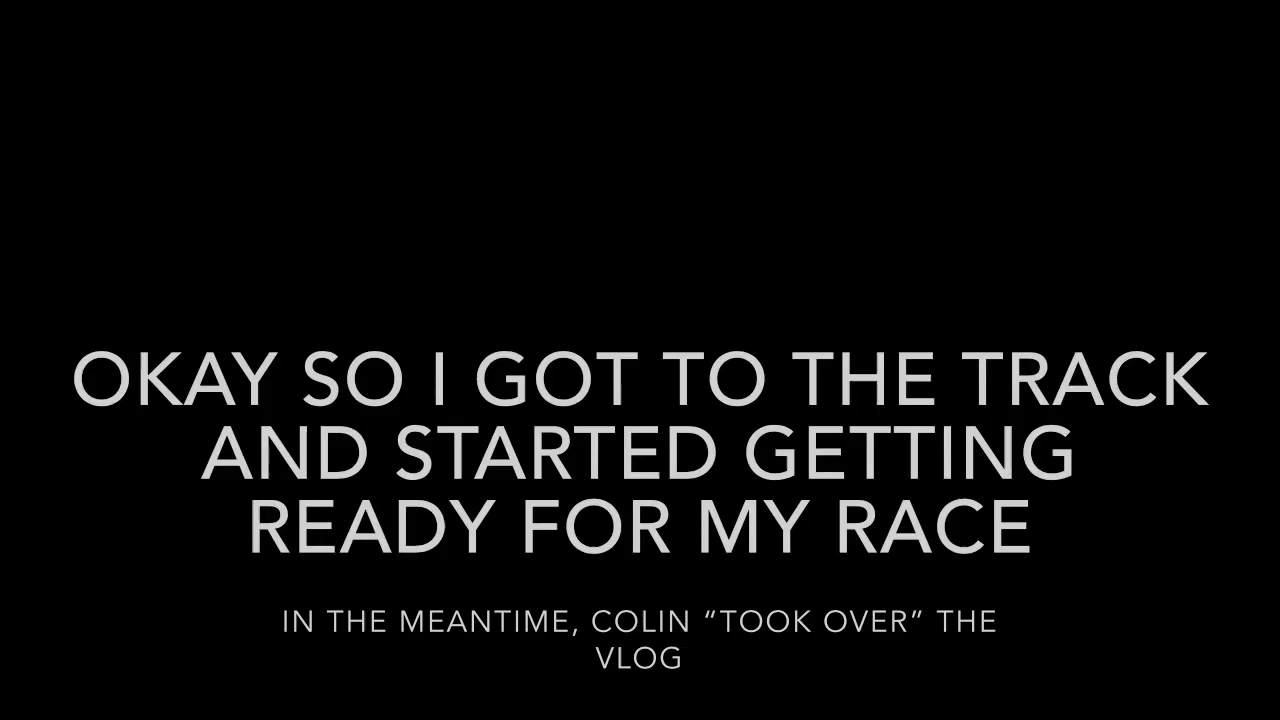 OKAY SO I GOT TO THE TRACK
AND STARTED GETTING
READY FOR MY RACE
IN THE MEANTIME, COLIN “TOOK OVER” THE
VLOG